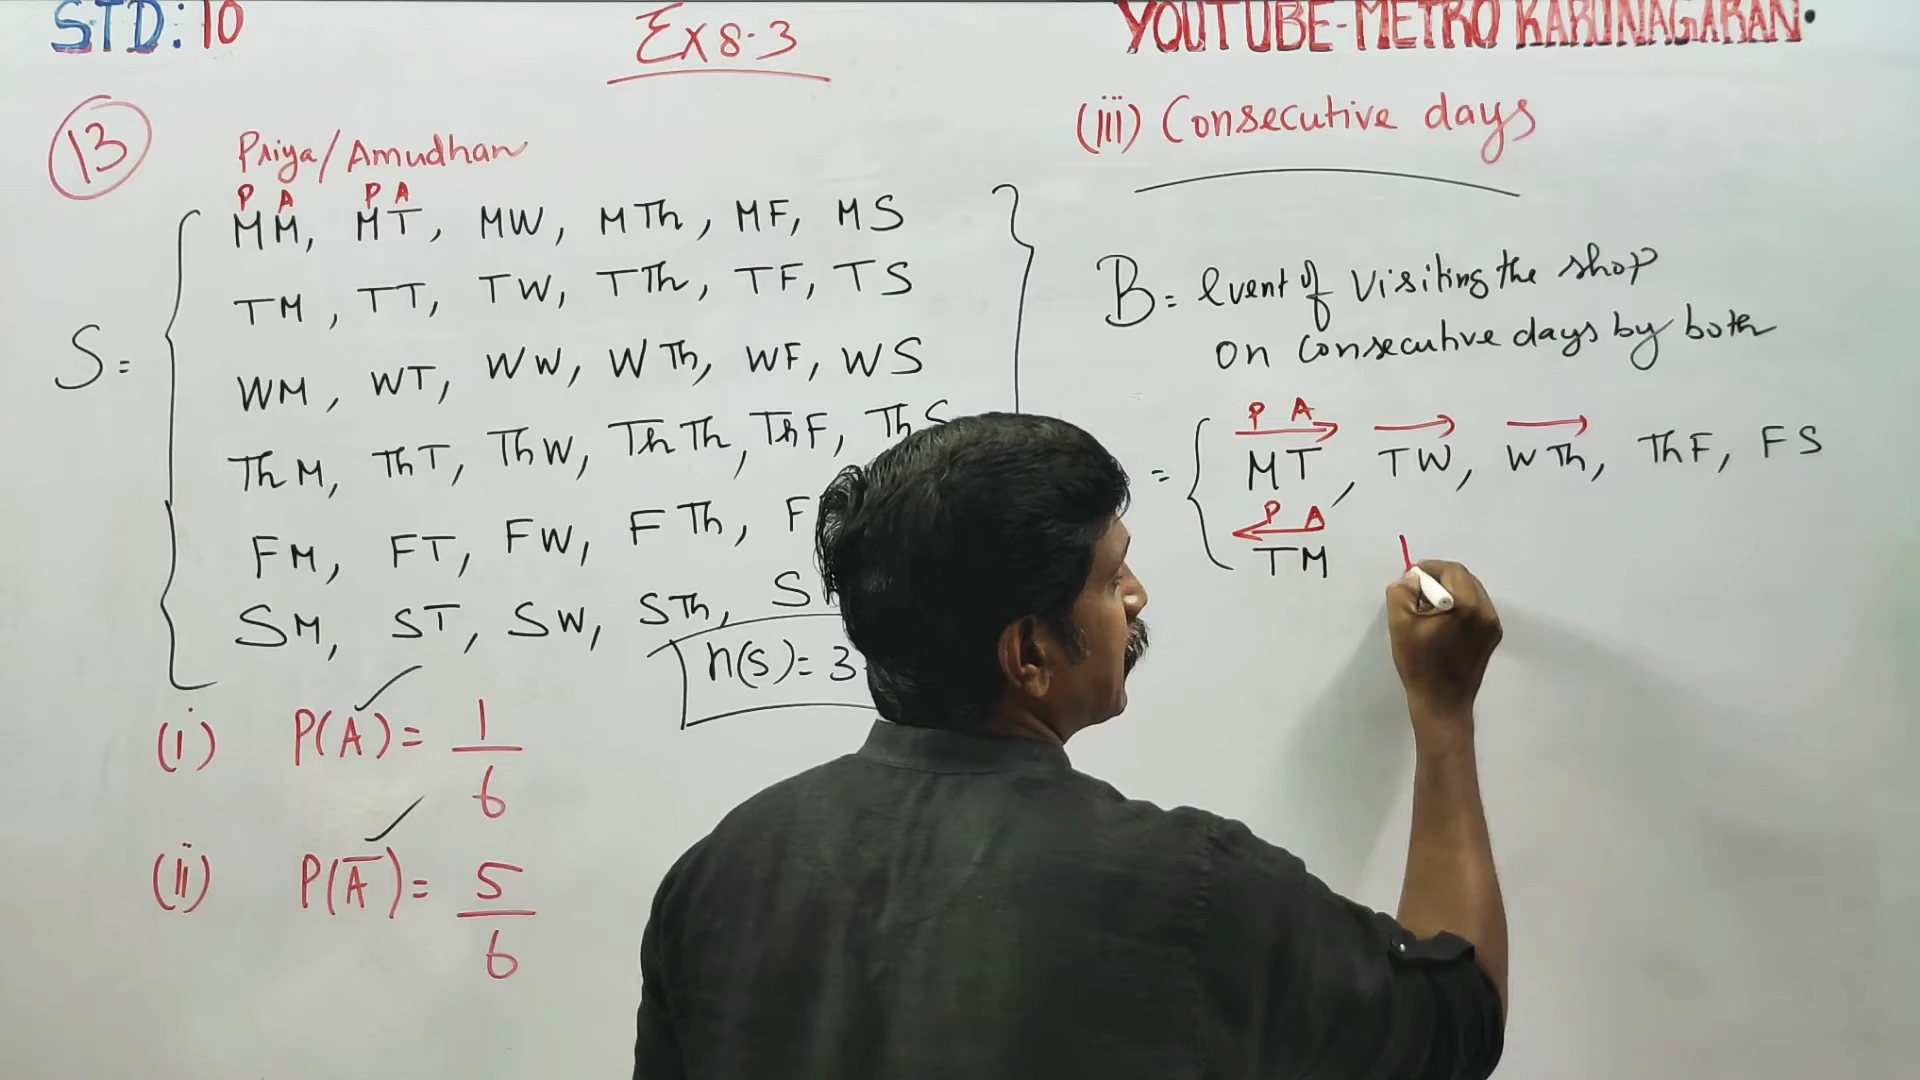 STD: 10
Ex 8.3
YOUTUBE-METRO KARUNAGARAN.
13
Priya/Amudhan
P A P A
MM, MT, MW, MTh, MF, MS
TM, TT, TW, TTh, TF, TS
S = WM, WT, WW, WTh, WF, WS
ThM, ThT, ThW, ThTh, ThF, ThS
FM, FT, FW, FTh, F
SM, ST, SW, STh, S
n(s) = 3
(i) P(A) = 1/6
(ii) P(A̅) = 5/6
(iii) Consecutive days
B = Event of visiting the shop
on consecutive days by both
P A
= { MT, TW, WTh, ThF, FS
P A
TM